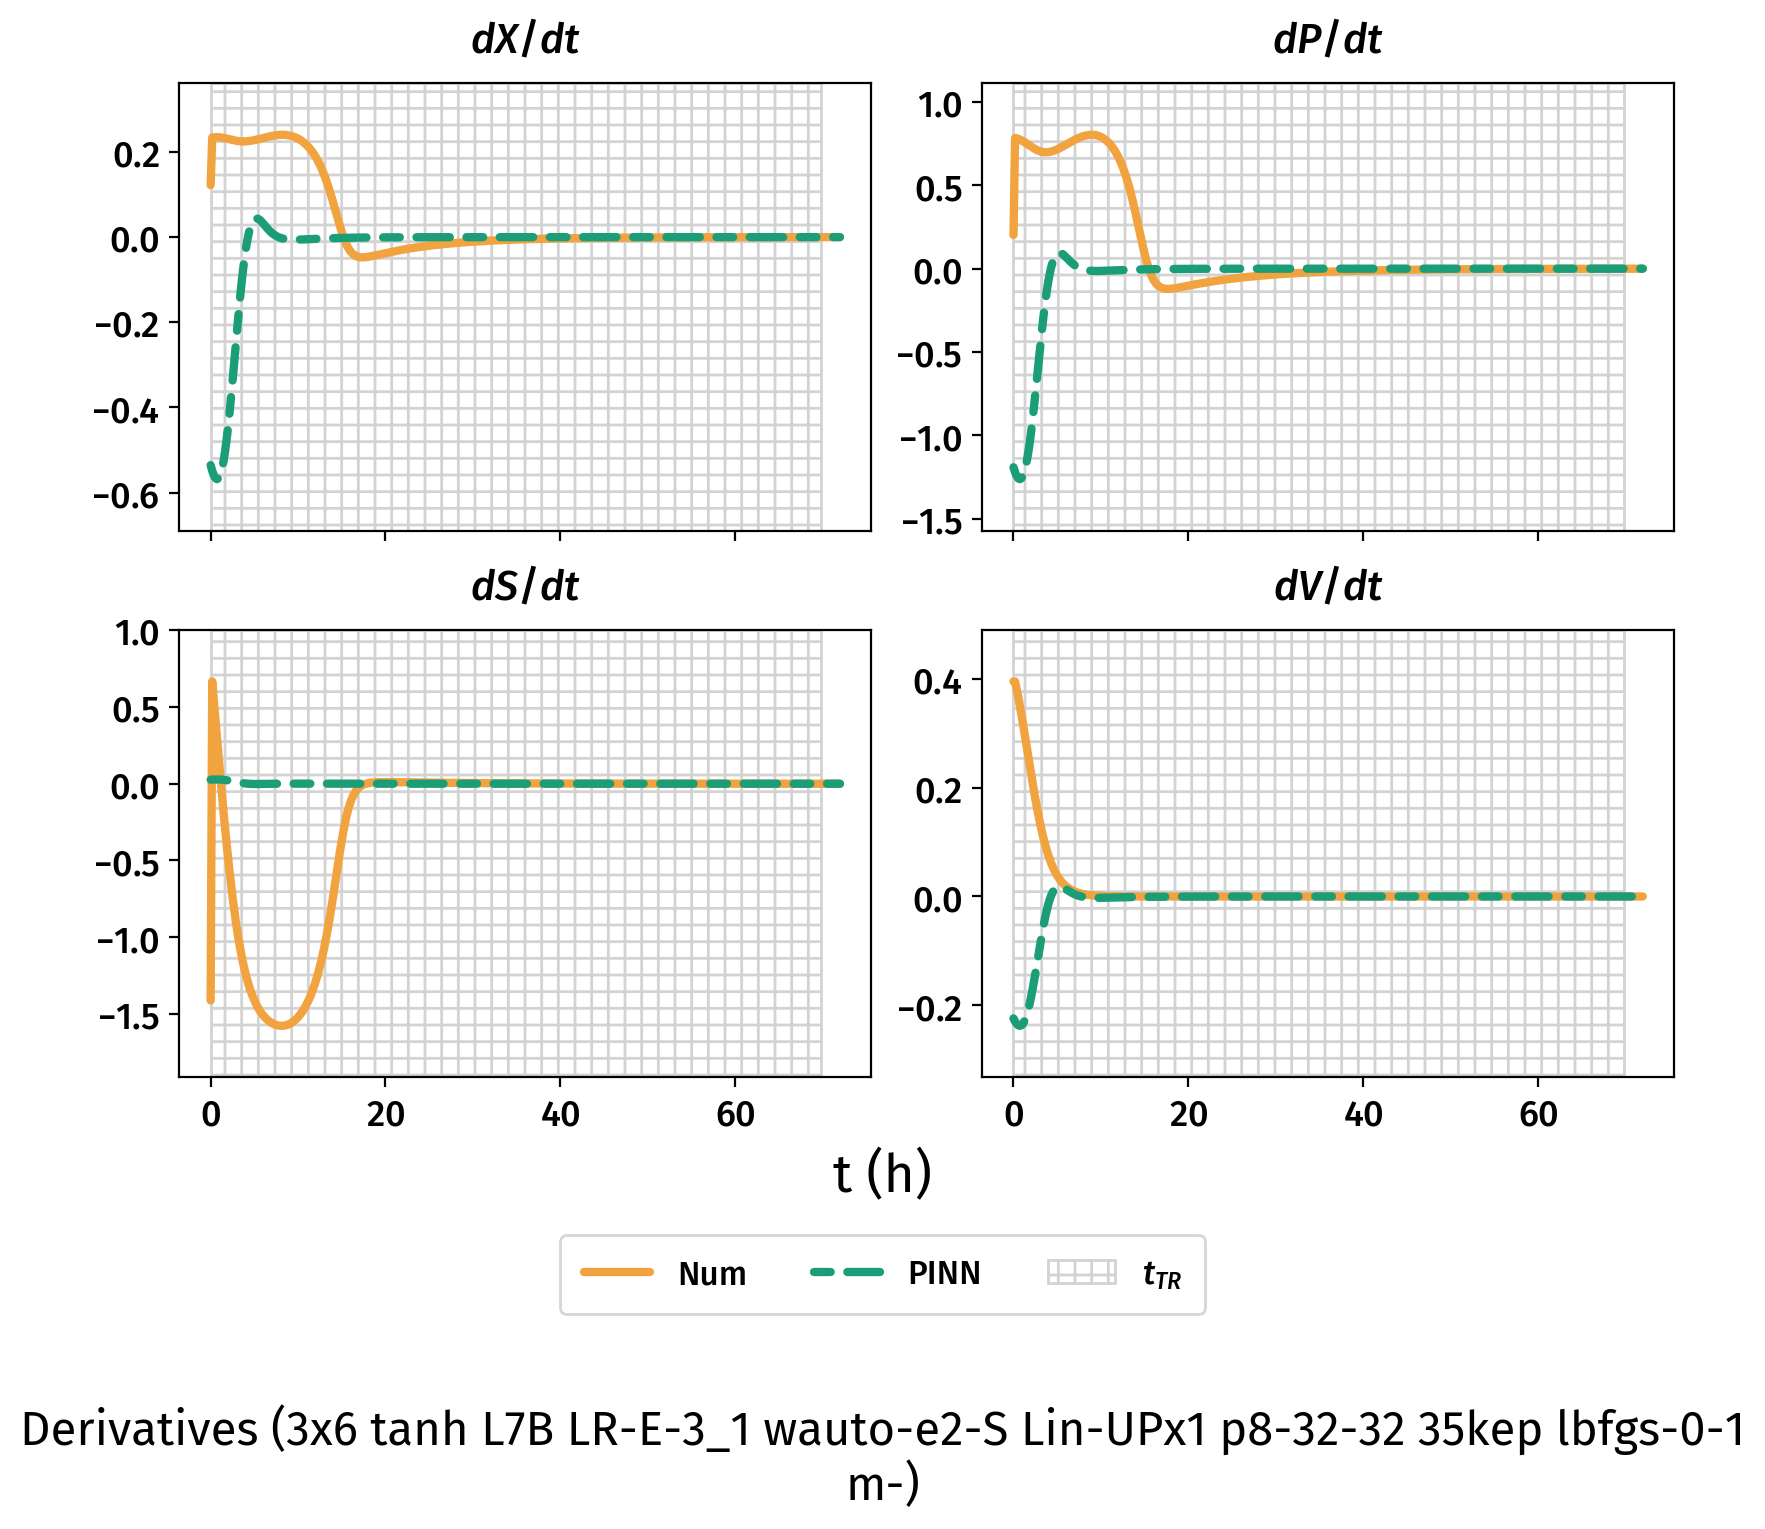 dX/dt
dP/dt
0.2
0.0
−0.2
−0.4
−0.6
1.0
0.5
0.0
−0.5
−1.0
−1.5
dS/dt
dV/dt
1.0
0.5
0.0
−0.5
−1.0
−1.5
0.4
0.2
0.0
−0.2
0 20 40 60
0 20 40 60
t (h)
Num PINN tTR
Derivatives (3x6 tanh L7B LR-E-3_1 wauto-e2-S Lin-UPx1 p8-32-32 35kep lbfgs-0-1
m-)